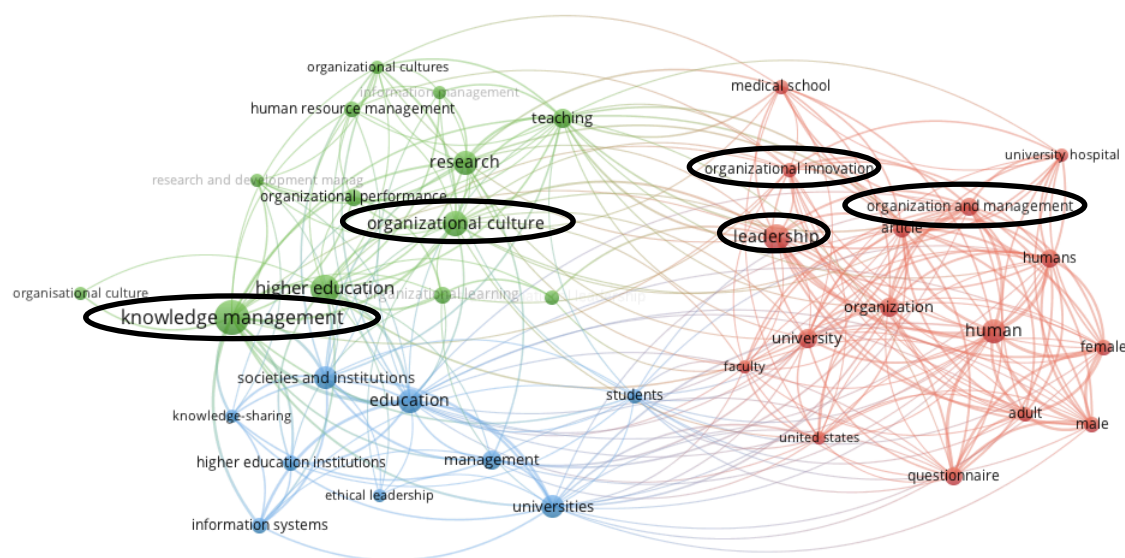 organizational cultures
medical school
information management
human resource management
teaching
university hospital
research
organizational innovation
research and development manag.
organizational performance
organization and management
organizational culture
leadership
article
humans
higher education
organisational culture
organizational learning
leadership
knowledge management
organization
human
university
female
faculty
societies and institutions
education
students
knowledge-sharing
adult
male
united states
higher education institutions
management
questionnaire
ethical leadership
universities
information systems